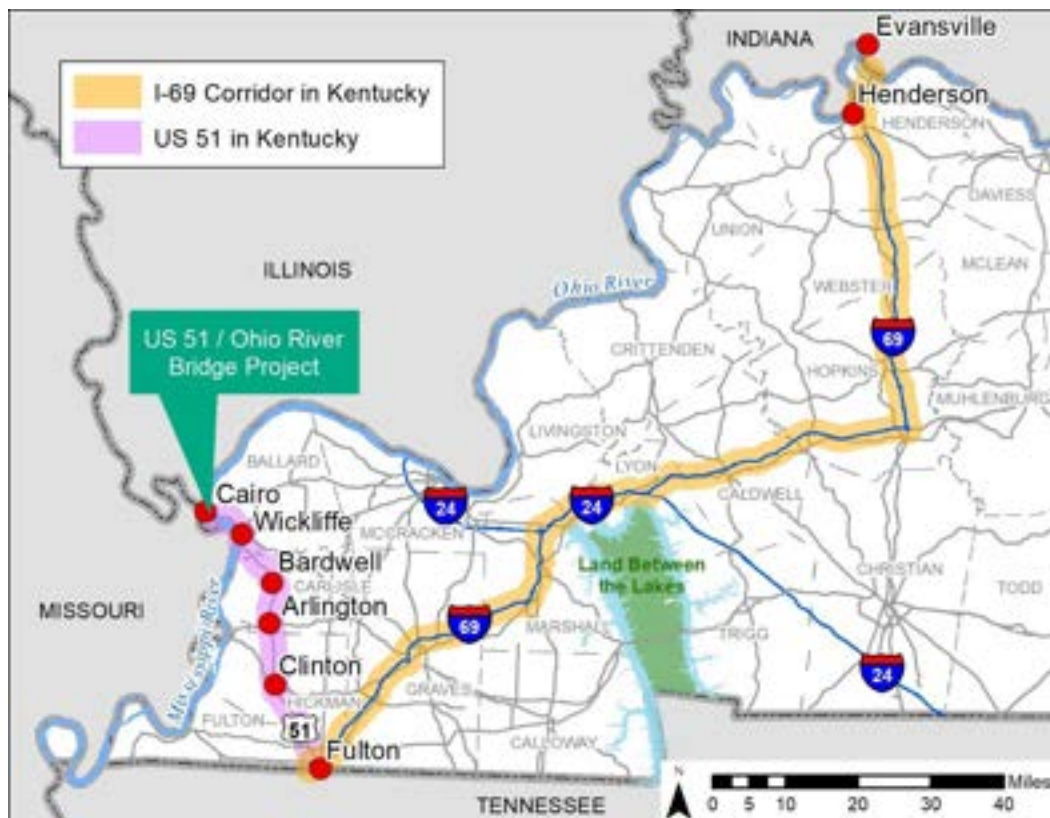 Evansville
INDIANA
I-69 Corridor in Kentucky
US 51 in Kentucky
Henderson
HENDERSON
DAVIESS
UNION
MCLEAN
ILLINOIS
Ohio River
WEBSTER
US 51 / Ohio River
Bridge Project
69
CRITTENDEN
HOPKINS
MUHLENBURG
LIVINGSTON
BALLARD
LYON
24
24
CALDWELL
Cairo
Wickliffe
MCCRACKEN
Land Between
the Lakes
Bardwell
CARLISLE
CHRISTIAN
TODD
MISSOURI
Arlington
69
MARSHALL
TRIGG
Mississippi River
Clinton
24
HICKMAN
GRAVES
FULTON
51
CALLOWAY
Fulton
N
Miles
TENNESSEE
0 5 10 20 30 40